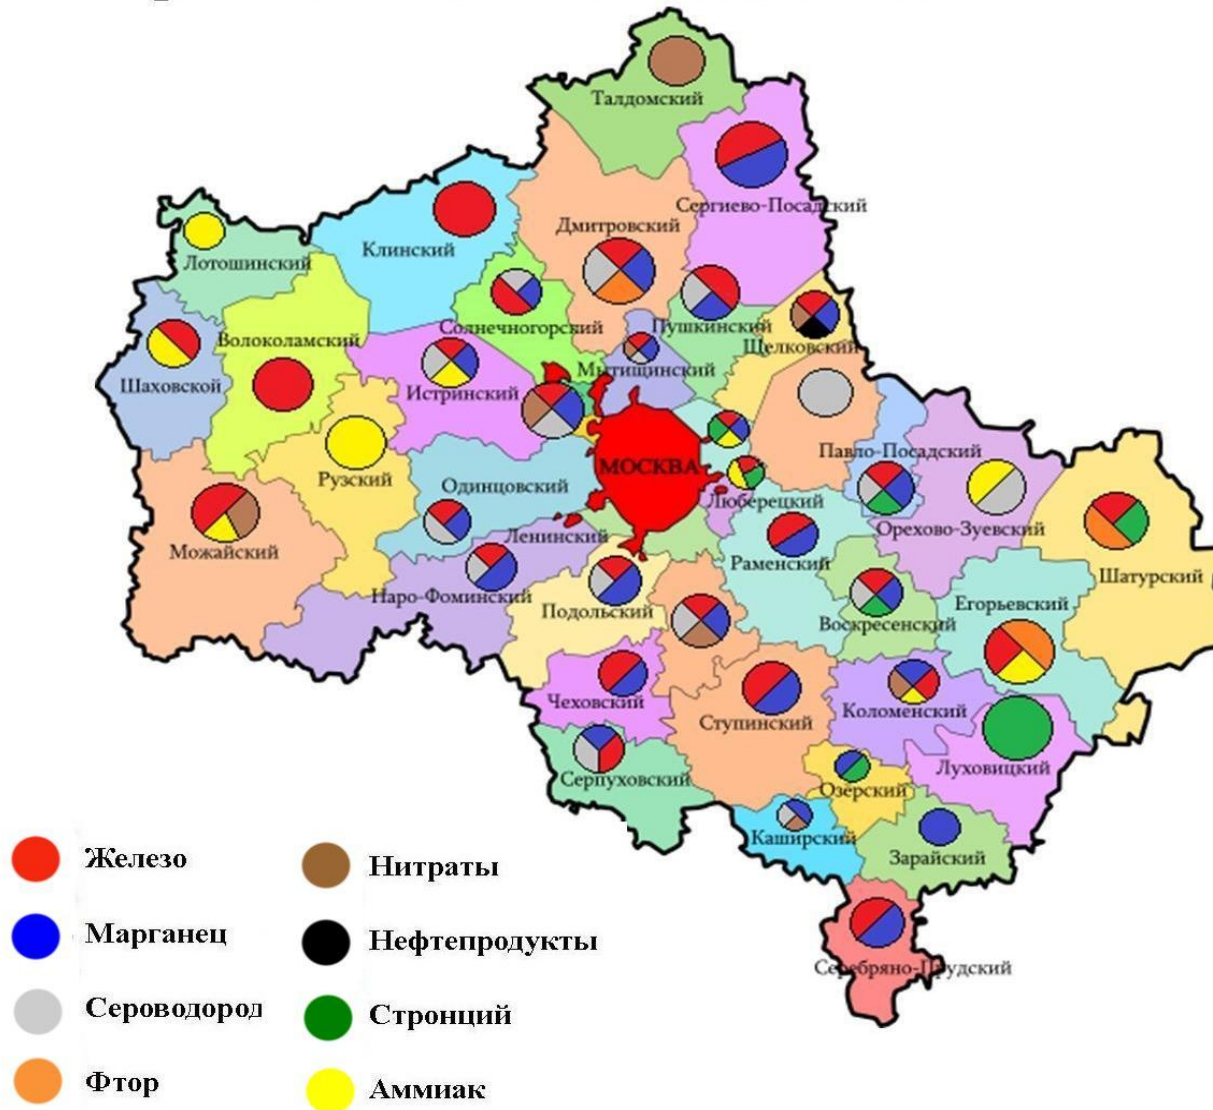 Талдомский
Сергиево-Посадский
Дмитровский
Клинский
Лотошинский
Солнечногорский
Пушкинский
Волоколамский
Щелковский
Мытищинский
Шаховской
Истринский
Павло-Посадский
МОСКВА
Рузский
Одинцовский
Люберецкий
Орехово-Зуевский
Можайский
Ленинский
Раменский
Шатурский
Наро-Фоминский
Подольский
Егорьевский
Воскресенский
Чеховский
Ступинский
Коломенский
Серпуховский
Луховицкий
Озерский
Каширский
Зарайский
Серебряно-Прудский
Железо
Марганец
Сероводород
Фтор
Нитраты
Нефтепродукты
Стронций
Аммиак